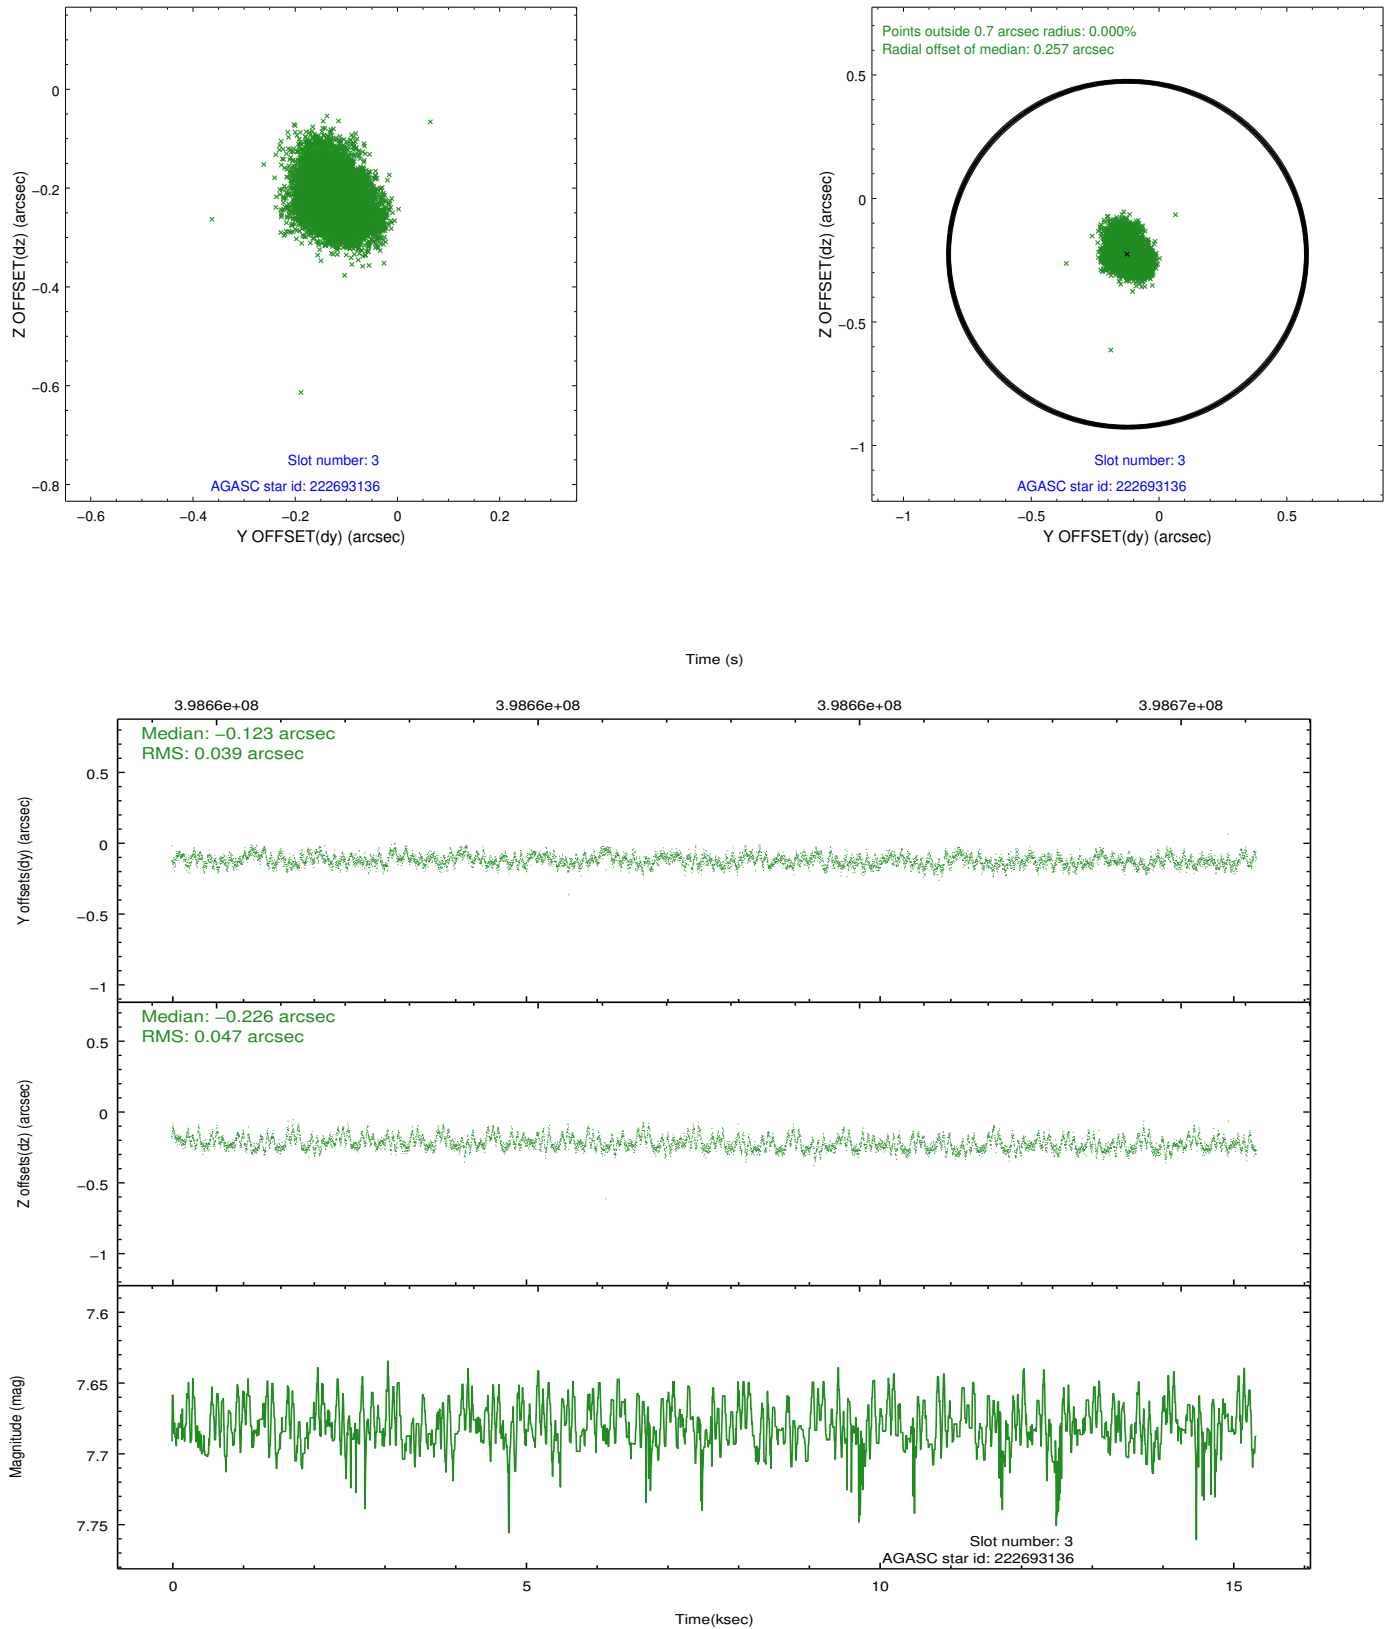 0
−0.2
−0.4
−0.6
−0.8
Z OFFSET(dz) (arcsec)
Slot number: 3
AGASC star id: 222693136
−0.6
−0.4
−0.2
0
0.2
Y OFFSET(dy) (arcsec)
Points outside 0.7 arcsec radius: 0.000%
Radial offset of median: 0.257 arcsec
0.5
0
−0.5
−1
Z OFFSET(dz) (arcsec)
Slot number: 3
AGASC star id: 222693136
−1
−0.5
0
0.5
Y OFFSET(dy) (arcsec)
Time (s)
3.9866e+08
3.9866e+08
3.9866e+08
3.9867e+08
Median: −0.123 arcsec
RMS: 0.039 arcsec
0.5
0
−0.5
−1
Y offsets(dy) (arcsec)
Median: −0.226 arcsec
RMS: 0.047 arcsec
0.5
0
−0.5
−1
Z offsets(dz) (arcsec)
7.6
7.65
7.7
7.75
Magnitude (mag)
Slot number: 3
AGASC star id: 222693136
0
5
10
15
Time(ksec)